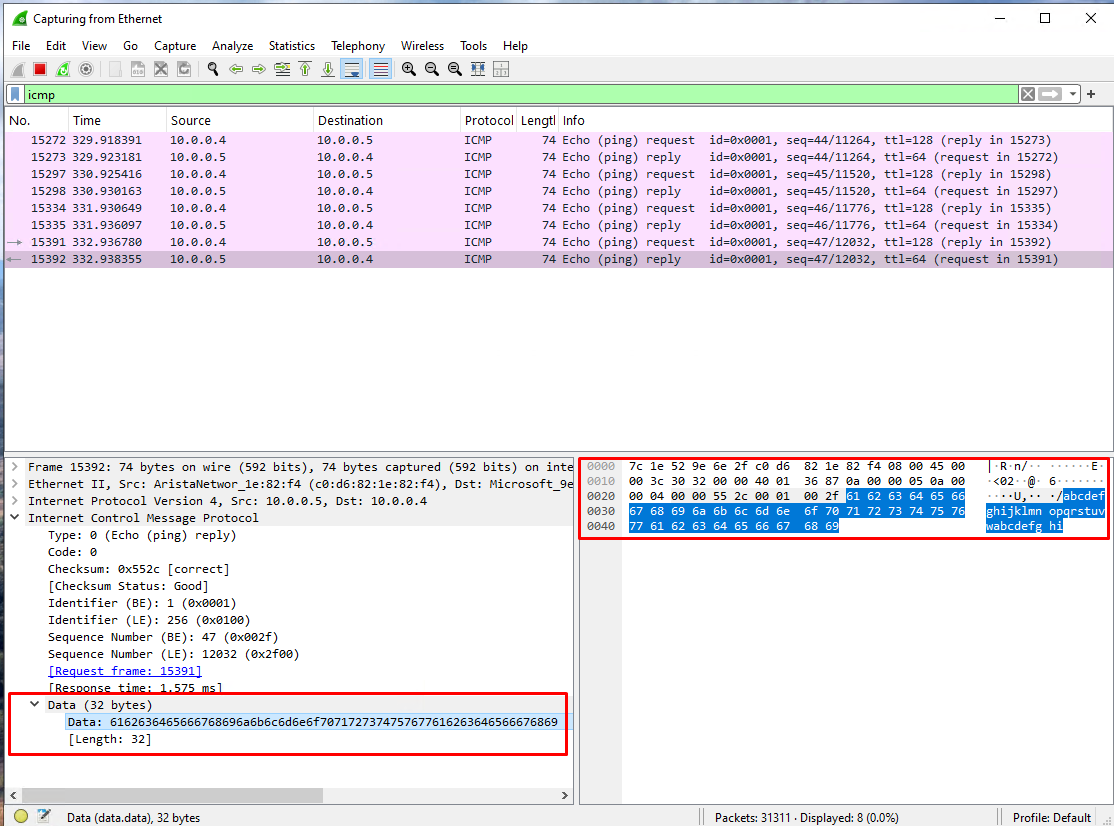 Capturing from Ethernet
File Edit View Go Capture Analyze Statistics Telephony Wireless Tools Help
icmp
No. Time Source Destination Protocol Lengtl Info
15272 329.918391 10.0.0.4 10.0.0.5 ICMP 74 Echo (ping) request id=0x0001, seq=44/11264, ttl=128 (reply in 15273)
15273 329.923181 10.0.0.5 10.0.0.4 ICMP 74 Echo (ping) reply id=0x0001, seq=44/11264, ttl=64 (request in 15272)
15297 330.925416 10.0.0.4 10.0.0.5 ICMP 74 Echo (ping) request id=0x0001, seq=45/11520, ttl=128 (reply in 15298)
15298 330.930163 10.0.0.5 10.0.0.4 ICMP 74 Echo (ping) reply id=0x0001, seq=45/11520, ttl=64 (request in 15297)
15334 331.930649 10.0.0.4 10.0.0.5 ICMP 74 Echo (ping) request id=0x0001, seq=46/11776, ttl=128 (reply in 15335)
15335 331.936097 10.0.0.5 10.0.0.4 ICMP 74 Echo (ping) reply id=0x0001, seq=46/11776, ttl=64 (request in 15334)
15391 332.936780 10.0.0.4 10.0.0.5 ICMP 74 Echo (ping) request id=0x0001, seq=47/12032, ttl=128 (reply in 15392)
15392 332.938355 10.0.0.5 10.0.0.4 ICMP 74 Echo (ping) reply id=0x0001, seq=47/12032, ttl=64 (request in 15391)
Frame 15392: 74 bytes on wire (592 bits), 74 bytes captured (592 bits) on inte
Ethernet II, Src: AristaNetwor_1e:82:f4 (c0:d6:82:1e:82:f4), Dst: Microsoft_9e
Internet Protocol Version 4, Src: 10.0.0.5, Dst: 10.0.0.4
Internet Control Message Protocol
Type: 0 (Echo (ping) reply)
Code: 0
Checksum: 0x552c [correct]
[Checksum Status: Good]
Identifier (BE): 1 (0x0001)
Identifier (LE): 256 (0x0100)
Sequence Number (BE): 47 (0x002f)
Sequence Number (LE): 12032 (0x2f00)
[Request frame: 15391]
[Response time: 1.575 ms]
Data (32 bytes)
Data: 6162636465666768696a6b6c6d6e6f7071727374757677616263646566676869
[Length: 32]
0000 7c 1e 52 9e 6e 2f c0 d6 82 1e 82 f4 08 00 45 00 |·R·n/·· ······E·
0010 00 3c 30 32 00 00 40 01 36 87 0a 00 00 05 0a 00 ·<02··@· 6·······
0020 00 04 00 00 55 2c 00 01 00 2f 61 62 63 64 65 66 ····U,·· ·/abcdef
0030 67 68 69 6a 6b 6c 6d 6e 6f 70 71 72 73 74 75 76 ghijklmn opqrstuv
0040 77 61 62 63 64 65 66 67 68 69 wabcdefg hi
Data (data.data), 32 bytes
Packets: 31311 · Displayed: 8 (0.0%)
Profile: Default